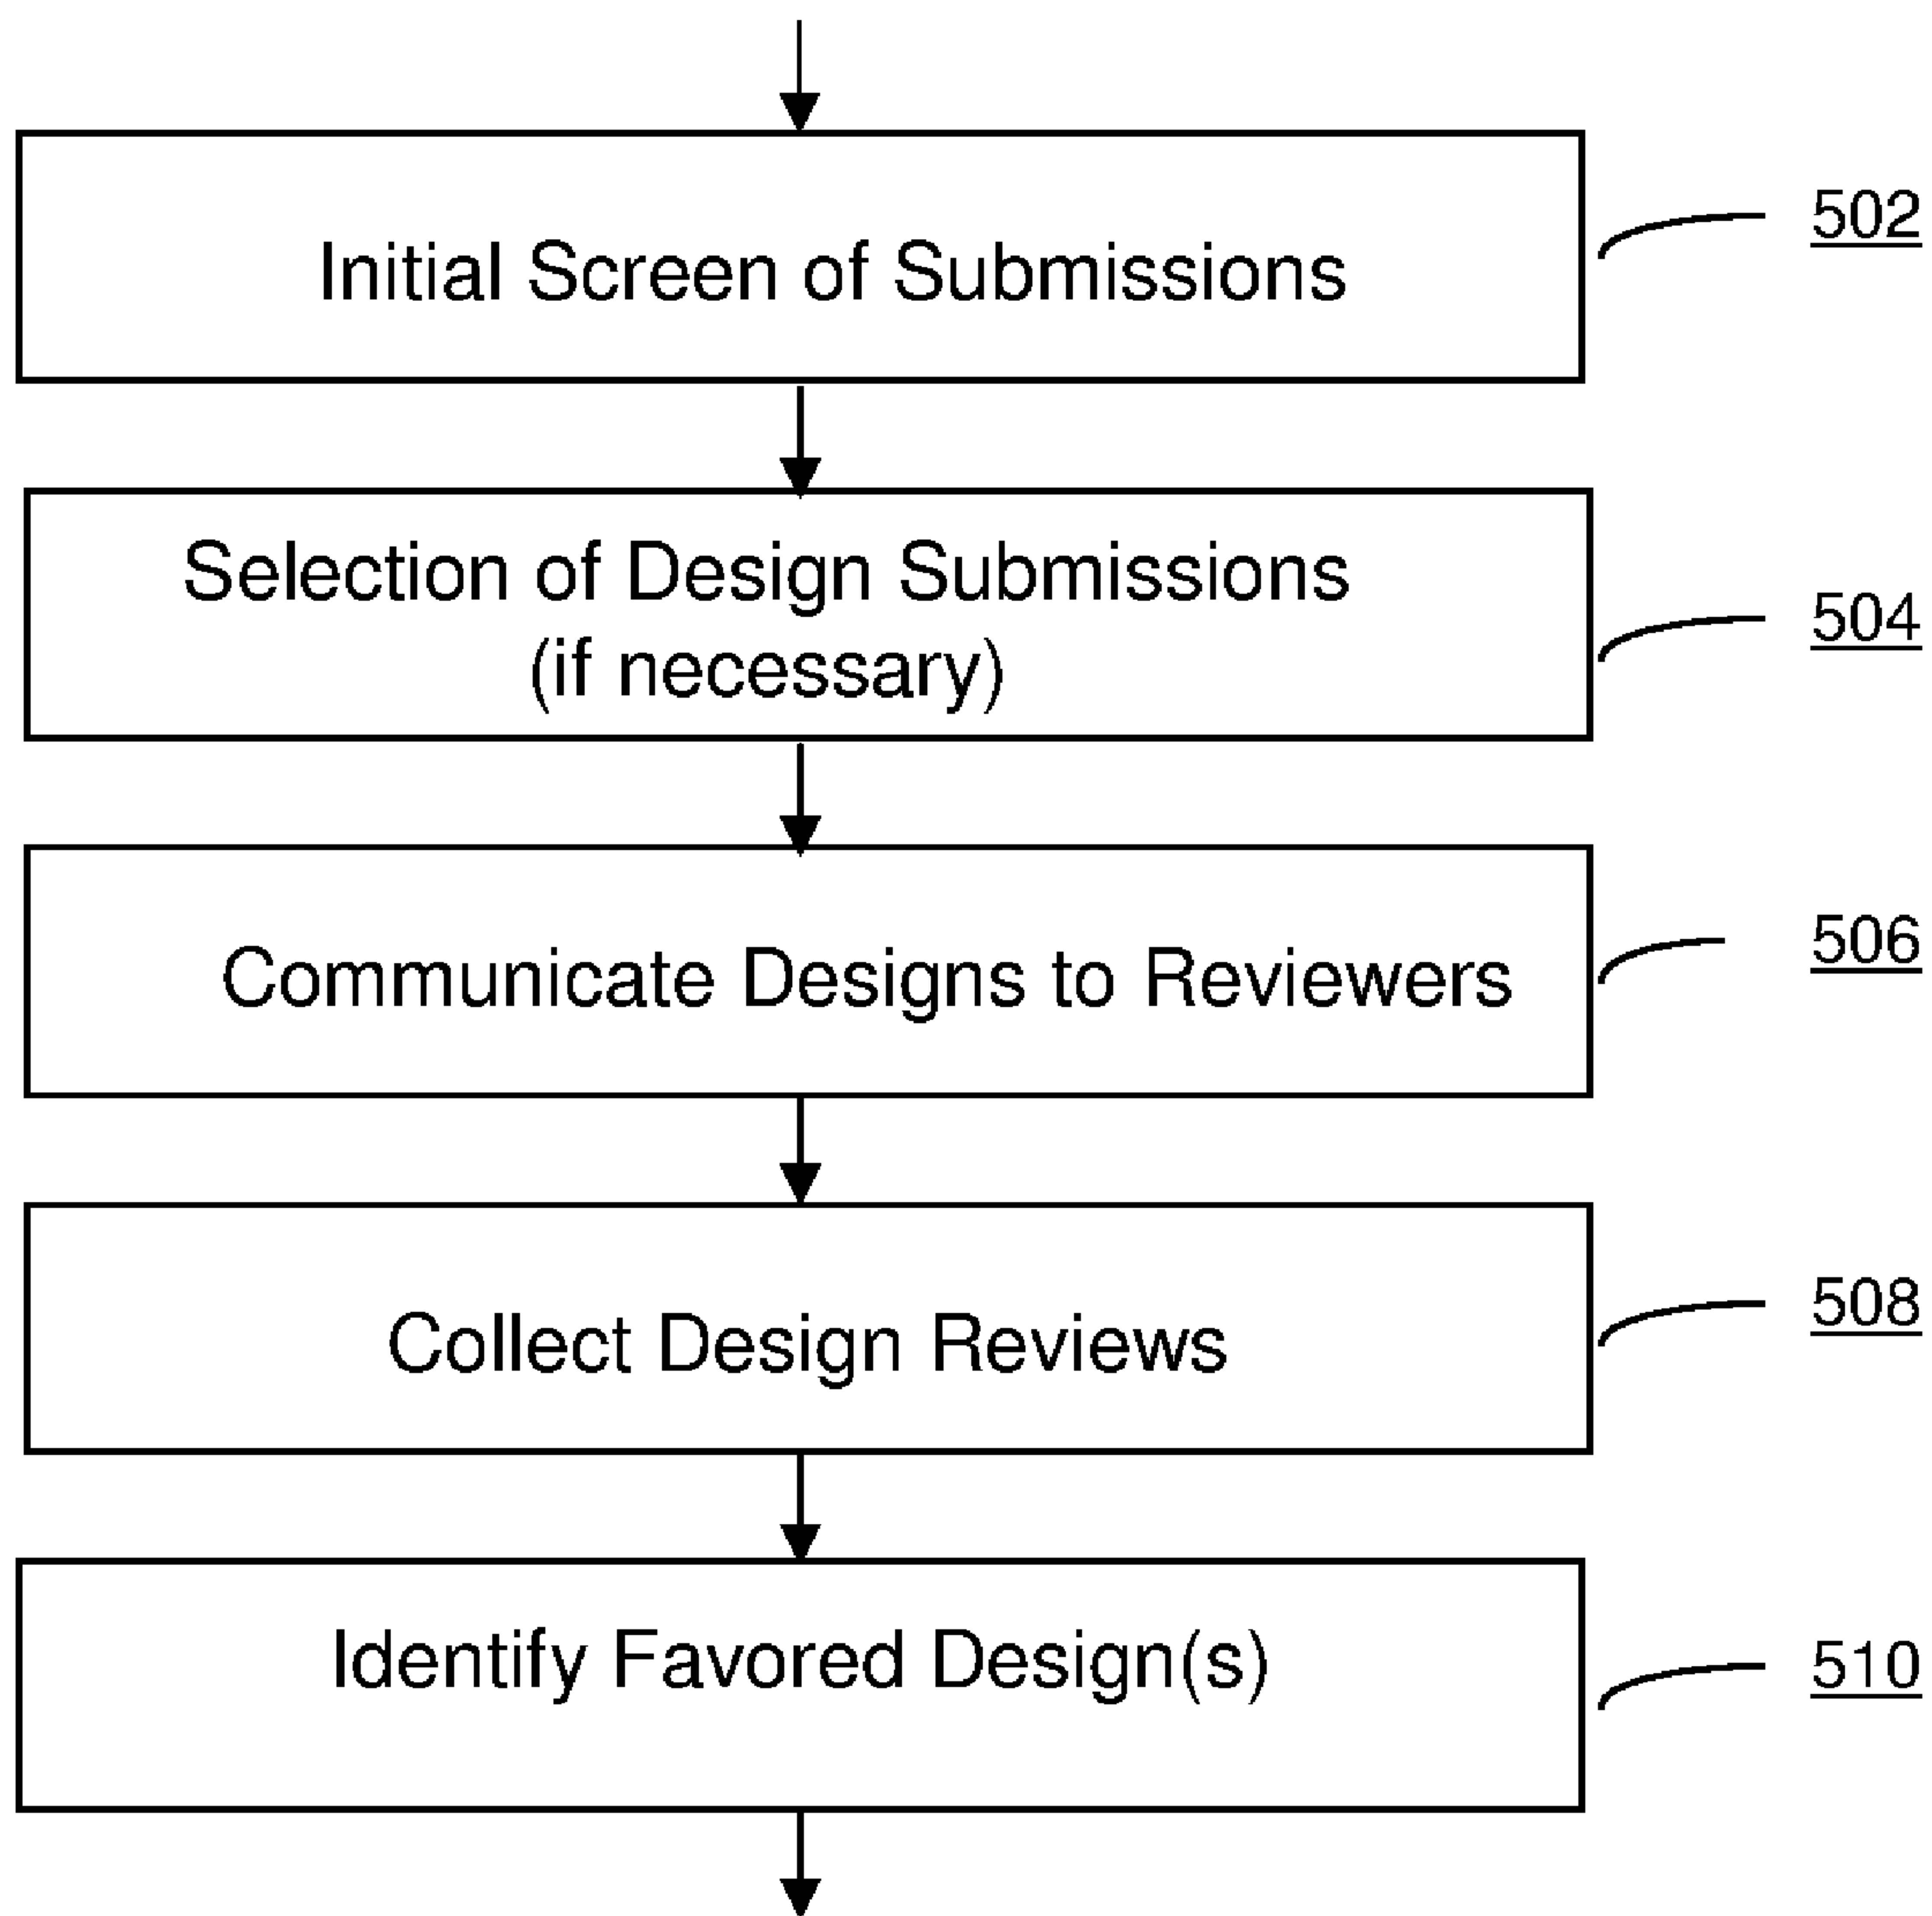 Initial Screen of Submissions
502
Selection of Design Submissions
(if necessary)
504
Communicate Designs to Reviewers
506
Collect Design Reviews
508
Identify Favored Design(s)
510